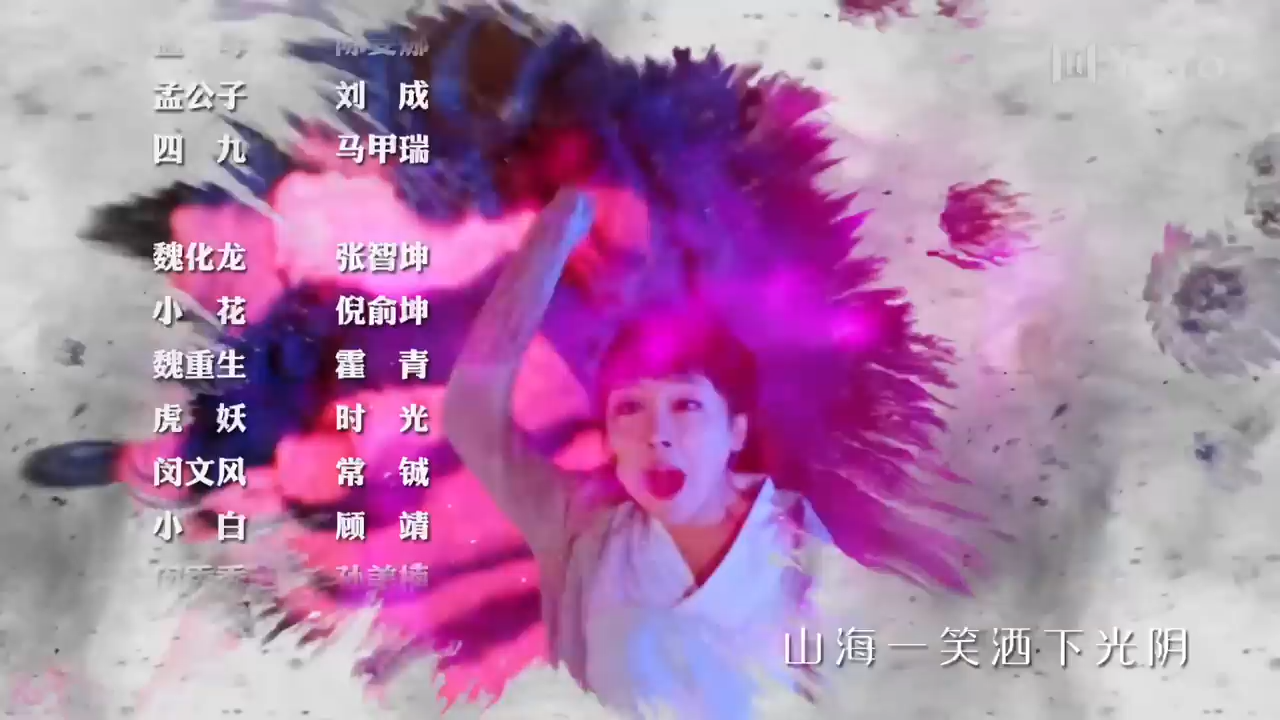 孟公子 刘 成
四 九 马甲瑞
魏化龙 张智坤
小 花 倪俞坤
魏重生 霍 青
虎 妖 时 光
闵文风 常 铖
小 白 顾 靖
山海一笑洒下光阴